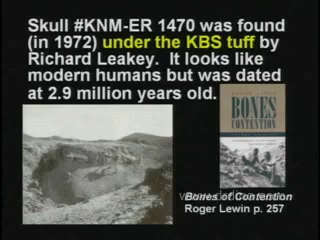 Skull #KNM-ER 1470 was found
(in 1972) under the KBS tuff by
Richard Leakey. It looks like
modern humans but was dated
at 2.9 million years old.
BONES
CONTENTION
Bones of Contention
Roger Lewin p. 257